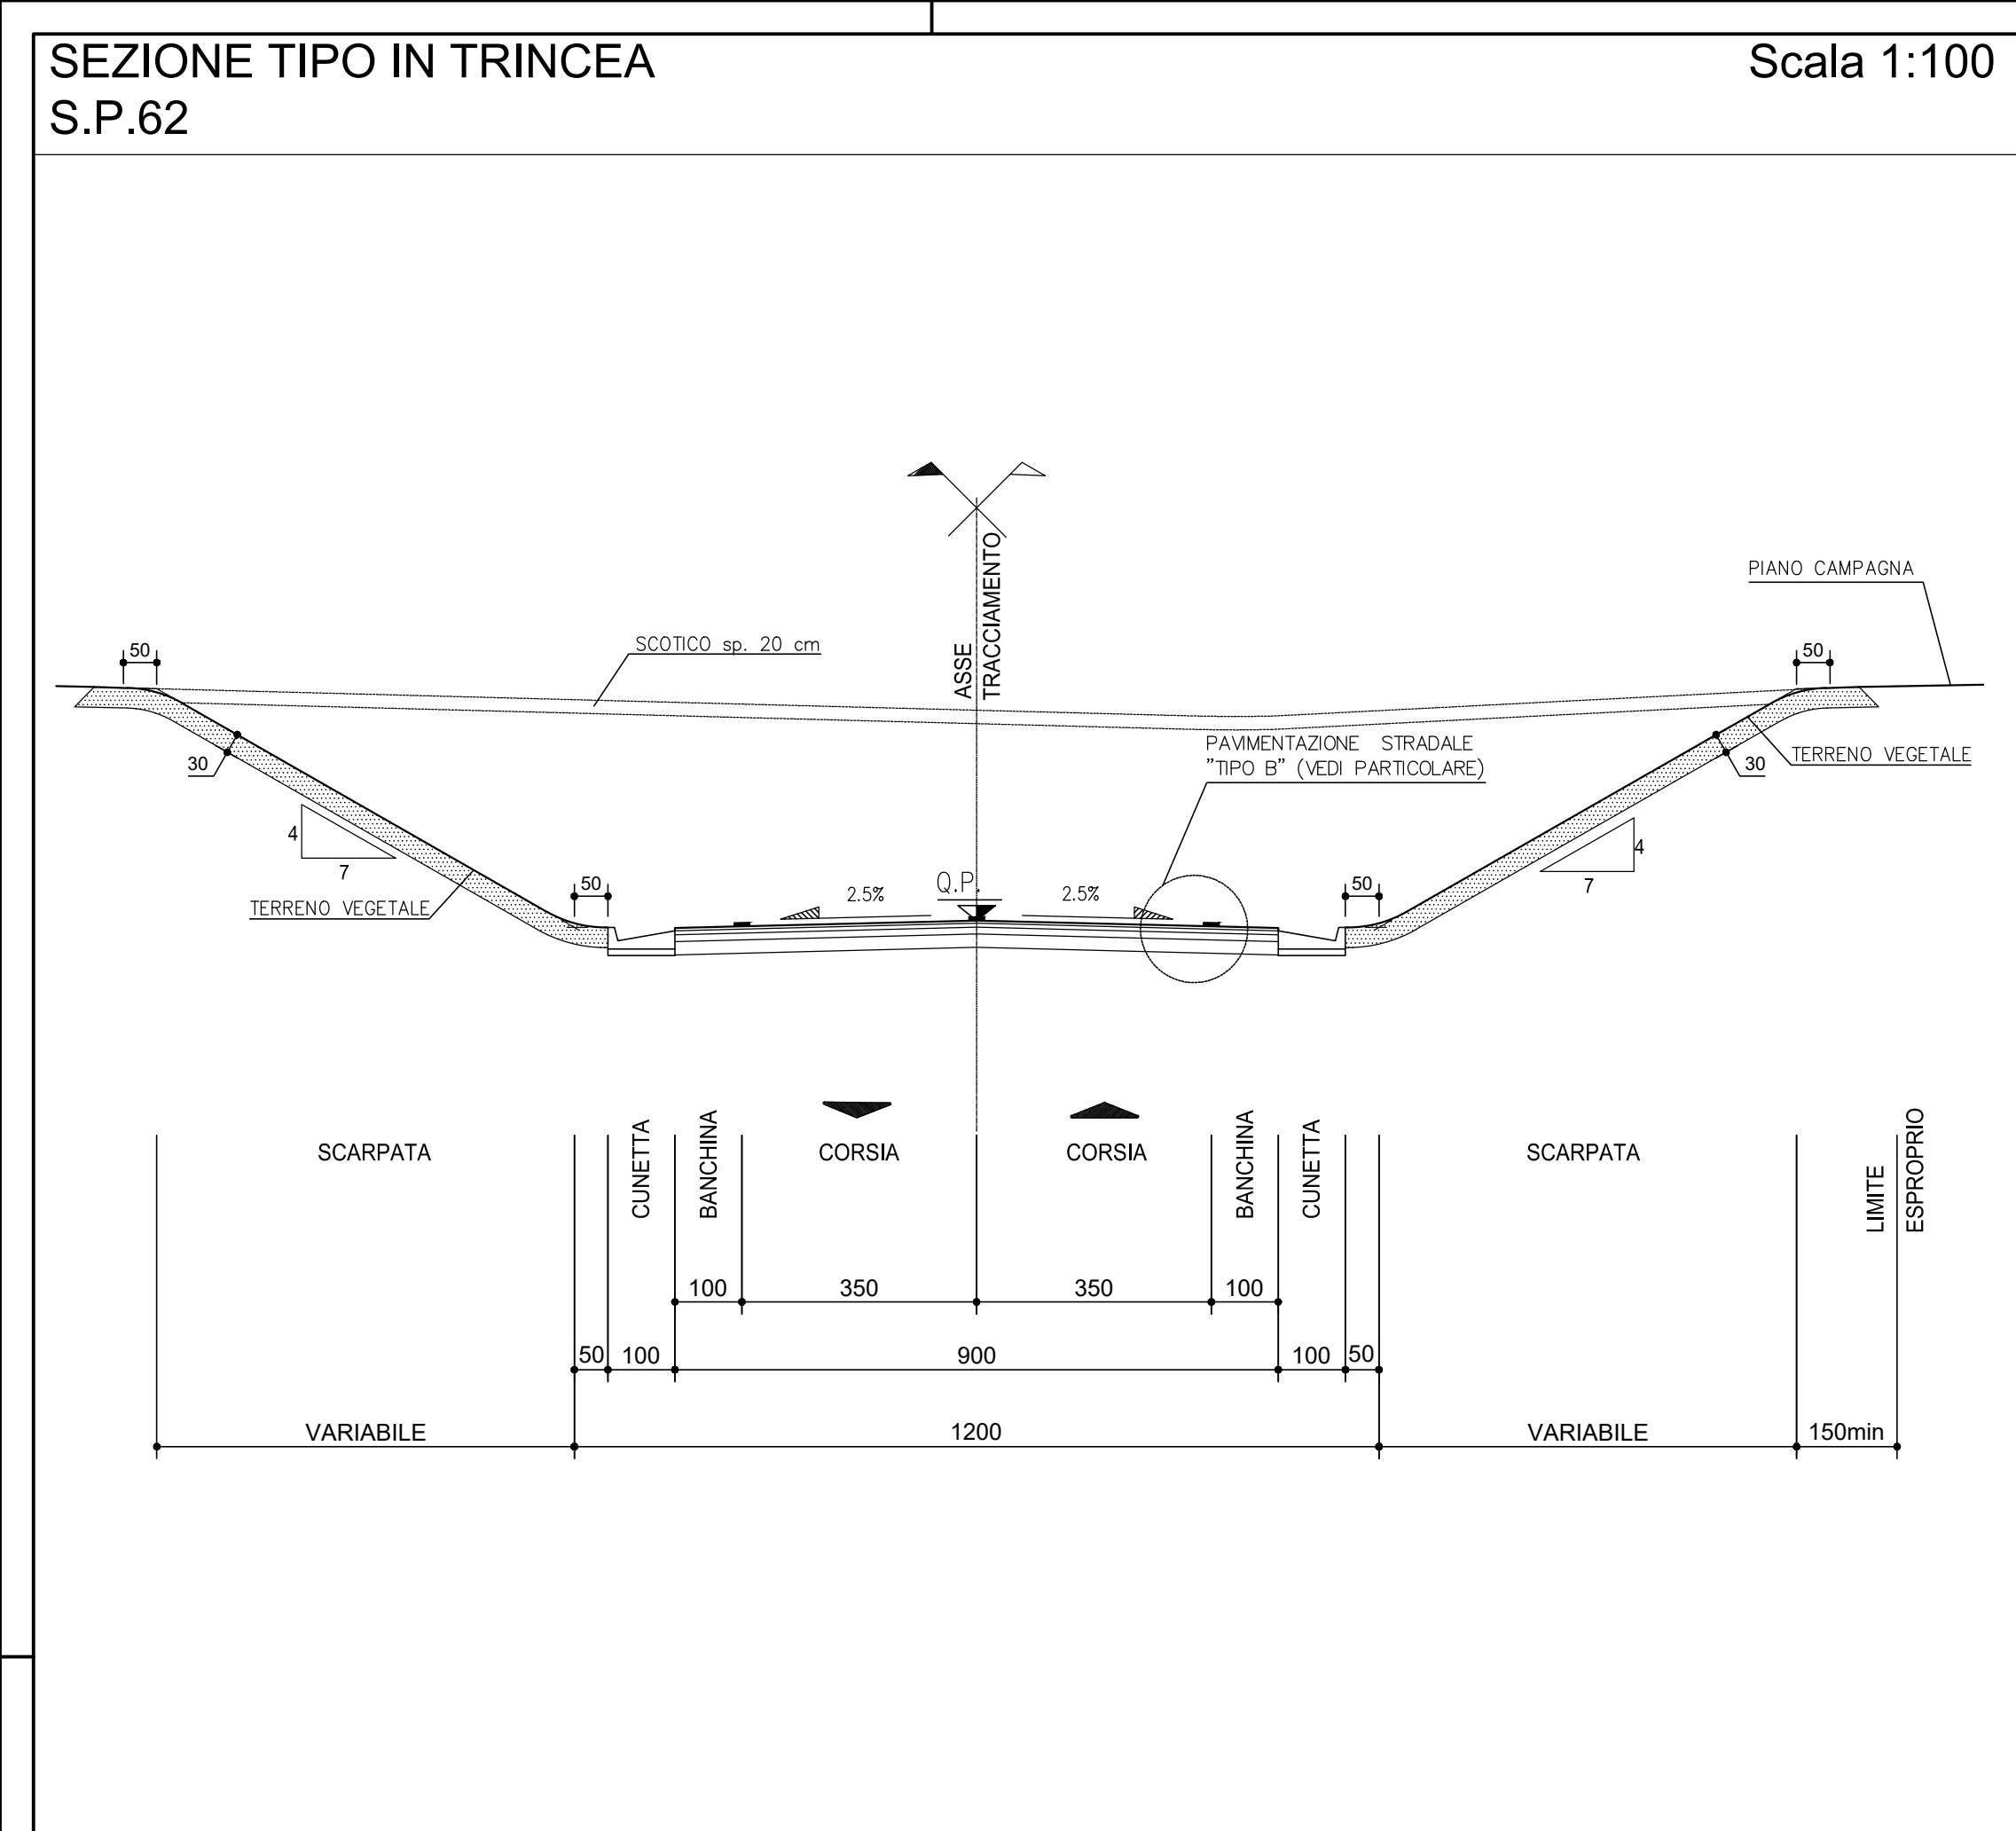 SEZIONE TIPO IN TRINCEA
Scala 1:100
S.P.62
ASSE
TRACCIAMENTO
PIANO CAMPAGNA
SCOTICO sp. 20 cm
50
50
PAVIMENTAZIONE STRADALE
"TIPO B" (VEDI PARTICOLARE)
TERRENO VEGETALE
30
30
4
7
4
7
TERRENO VEGETALE
50
2.5%
Q.P.
2.5%
50
SCARPATA
CUNETTA
BANCHINA
CORSIA
CORSIA
BANCHINA
CUNETTA
SCARPATA
LIMITE
ESPROPRIO
100
350
350
100
50
100
900
100
50
VARIABILE
1200
VARIABILE
150min